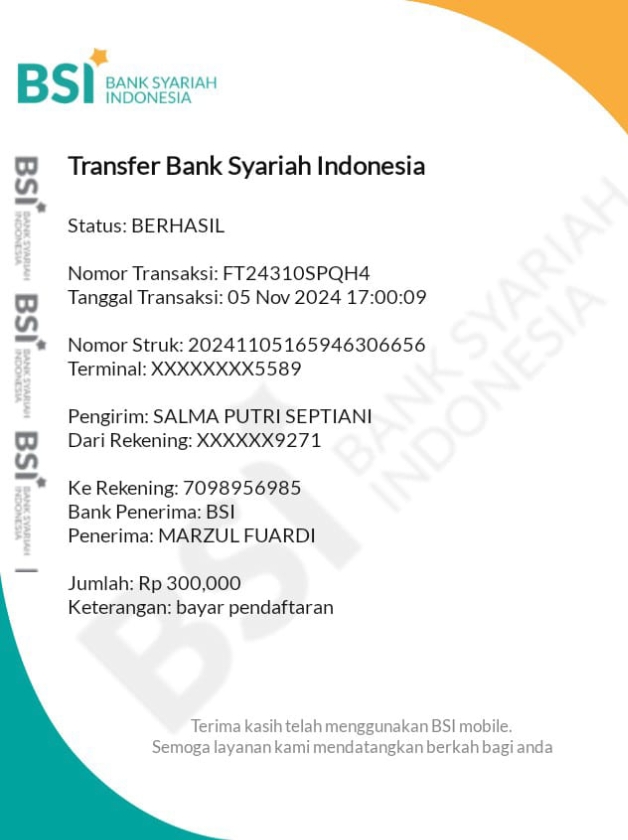 BSI BANK SYARIAH
INDONESIA
Transfer Bank Syariah Indonesia
Status: BERHASIL
Nomor Transaksi: FT24310SPQH4
Tanggal Transaksi: 05 Nov 2024 17:00:09
Nomor Struk: 20241105165946306656
Terminal: XXXXXXXX5589
Pengirim: SALMA PUTRI SEPTIANI
Dari Rekening: XXXXXX9271
Ke Rekening: 7098956985
Bank Penerima: BSI
Penerima: MARZUL FUARDI
Jumlah: Rp 300,000
Keterangan: bayar pendaftaran
Terima kasih telah menggunakan BSI mobile.
Semoga layanan kami mendatangkan berkah bagi anda
BSI BANK SYARIAH
INDONESIA
BSI BANK SYARIAH
INDONESIA
BSI BANK SYARIAH
INDONESIA
BSI BANK SYARIAH
INDONESIA